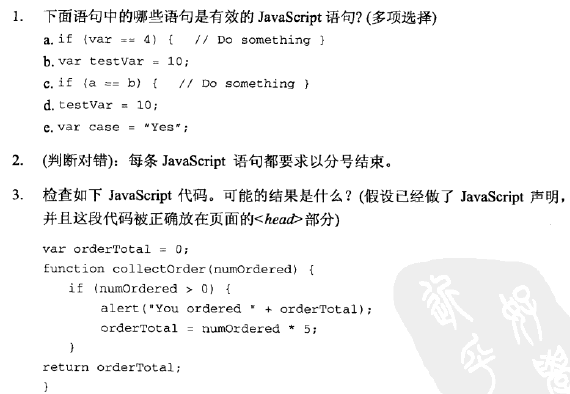 1. 下面语句中的哪些语句是有效的 JavaScript 语句? (多项选择)
a. if (var == 4) { // Do something }
b. var testVar = 10;
c. if (a == b) { // Do something }
d. testVar = 10;
e. var case = "Yes";
2. (判断对错)：每条 JavaScript 语句都要求以分号结束。
3. 检查如下 JavaScript 代码。可能的结果是什么？(假设已经做了 JavaScript 声明，
并且这段代码被正确放在页面的<head>部分)
var orderTotal = 0;
function collectOrder(numOrdered) {
if (numOrdered > 0) {
alert("You ordered " + orderTotal);
orderTotal = numOrdered * 5;
}
return orderTotal;
}